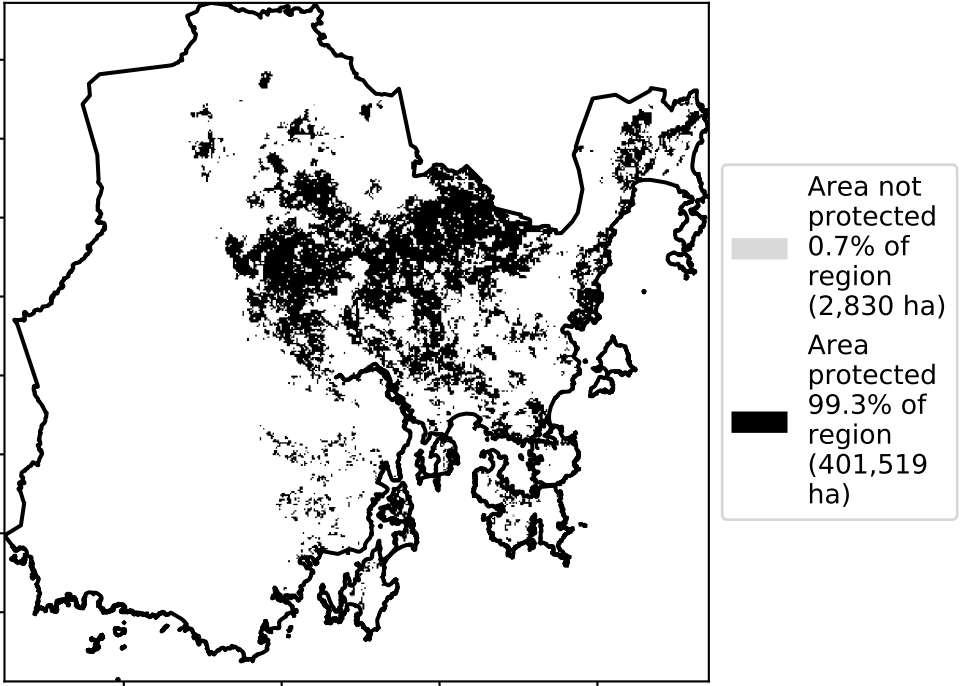 Area not
protected
0.7% of
region
(2,830 ha)
Area
protected
99.3% of
region
(401,519
ha)